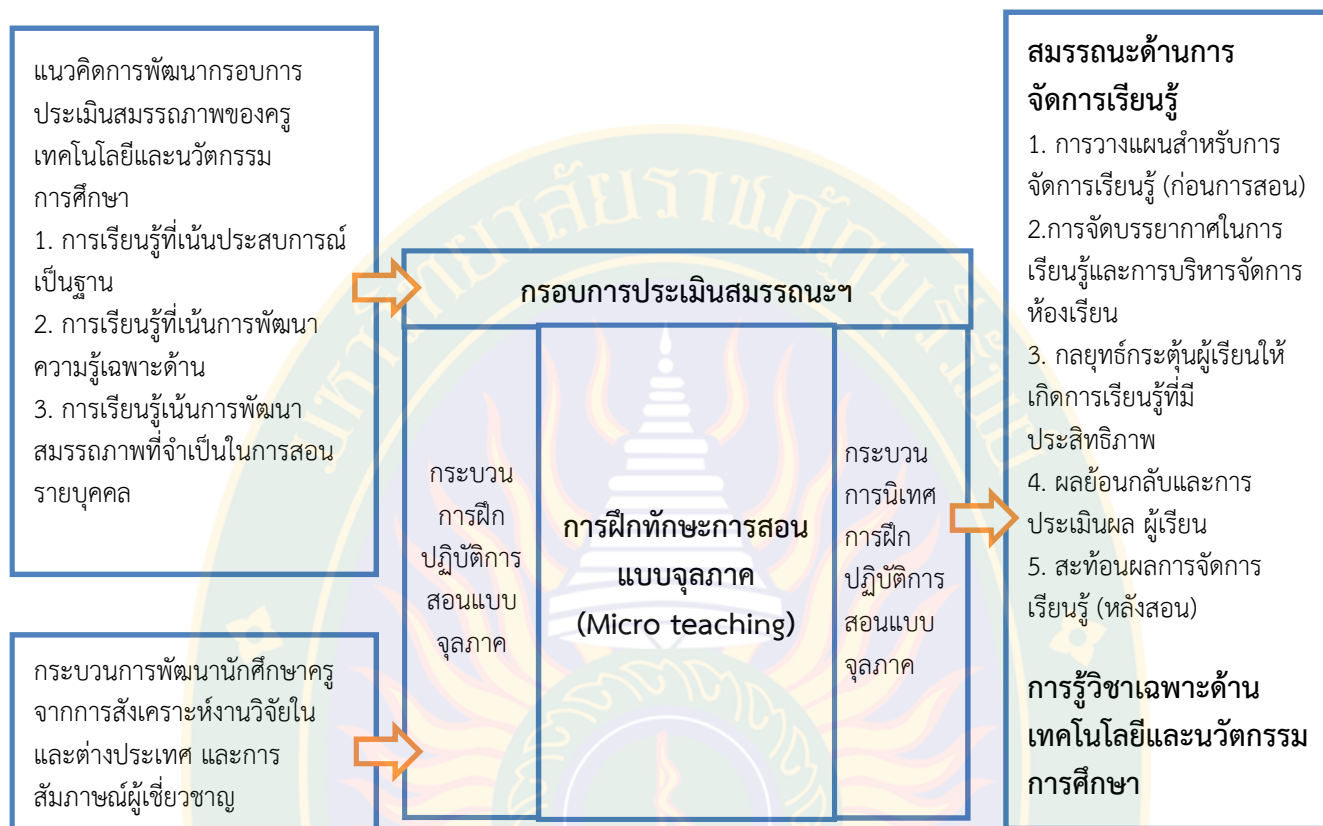 แนวคิดการพัฒนากรอบการ
ประเมินสมรรถภาพของครู
เทคโนโลยีและนวัตกรรม
การศึกษา
1. การเรียนรู้ที่เน้นประสบการณ์
เป็นฐาน
2. การเรียนรู้ที่เน้นการพัฒนา
ความรู้เฉพาะด้าน
3. การเรียนรู้เน้นการพัฒนา
สมรรถภาพที่จำเป็นในการสอน
รายบุคคล
กระบวนการพัฒนานักศึกษาครู
จากการสังเคราะห์งานวิจัยใน
และต่างประเทศ และการ
สัมภาษณ์ผู้เชี่ยวชาญ
กรอบการประเมินสมรรถนะฯ
กระบวน
การฝึก
ปฏิบัติการ
สอนแบบ
จุลภาค
การฝึกทักษะการสอน
แบบจุลภาค
(Micro teaching)
กระบวน
การนิเทศ
การฝึก
ปฏิบัติการ
สอนแบบ
จุลภาค
สมรรถนะด้านการ
จัดการเรียนรู้
1. การวางแผนสำหรับการ
จัดการเรียนรู้ (ก่อนการสอน)
2.การจัดบรรยากาศในการ
เรียนรู้และการบริหารจัดการ
ห้องเรียน
3. กลยุทธ์กระตุ้นผู้เรียนให้
เกิดการเรียนรู้ที่มี
ประสิทธิภาพ
4. ผลย้อนกลับและการ
ประเมินผล ผู้เรียน
5. สะท้อนผลการจัดการ
เรียนรู้ (หลังสอน)
การรู้วิชาเฉพาะด้าน
เทคโนโลยีและนวัตกรรม
การศึกษา
มหาวิทยาลัยราชภัฏบุรีรัมย์